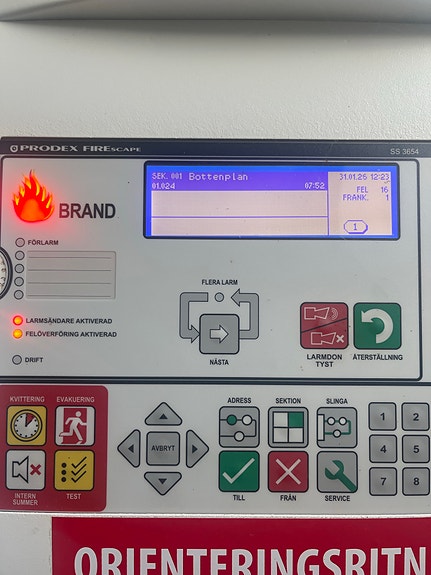 PRODEX FIRESCAPE
SS 3654
SEK. 001 Bottenplan
01.024 07:52
31.01.26 12:23
FEL 16
FRANK. 1
1
BRAND
FÖRLARM
LARMSÄNDARE AKTIVERAD
FELÖVERFÖRING AKTIVERAD
DRIFT
FLERA LARM
NÄSTA
LARMDON
TYST
ÅTERSTÄLLNING
KVITTERING
EVAKUERING
INTERN
SUMMER
TEST
AVBRYT
ADRESS
SEKTION
SLINGA
TILL
FRÅN
SERVICE
1 2
4 5
7 8
ORIENTERINGSRITN